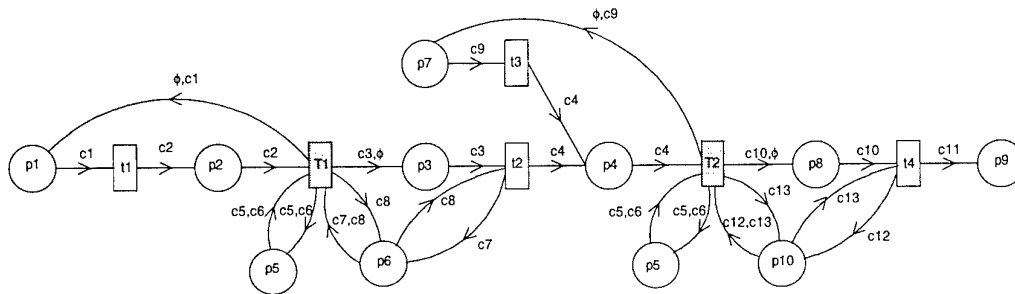 ϕ,c9
p7 c9 t3
ϕ,c1
c4
p1 c1 t1 c2 p2 c2 T1 c3,ϕ p3 c3 t2 c4 p4 c4 T2 c10,ϕ p8 c10 t4 c11 p9
c5,c6 c5,c6 c7,c8 c8 c8 c7 c5,c6 c5,c6 c12,c13 c13 c13 c12
p5 p6 p5 p10